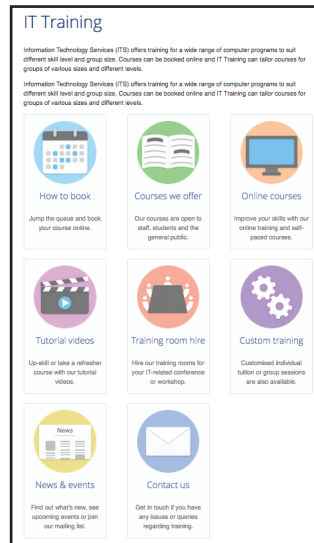 IT Training
Information Technology Services (ITS) offers training for a wide range of computer programs to suit
different skill level and group size. Courses can be booked online and IT Training can tailor courses for
groups of various sizes and different levels.
Information Technology Services (ITS) offers training for a wide range of computer programs to suit
different skill level and group size. Courses can be booked online and IT Training can tailor courses for
groups of various sizes and different levels.
How to book
Jump the queue and book
your course online.
Courses we offer
Our courses are open to
staff, students and the
general public.
Online courses
Improve your skills with our
online training and self-
paced courses.
Tutorial videos
Up-skill or take a refresher
course with our tutorial
videos.
Training room hire
Hire our training rooms for
your IT-related conference
or workshop.
Custom training
Customised individual
tuition or group sessions
are also available.
News
News & events
Find out what's new, see
upcoming events or join
our mailing list.
Contact us
Get in touch if you have
any issues or queries
regarding training.